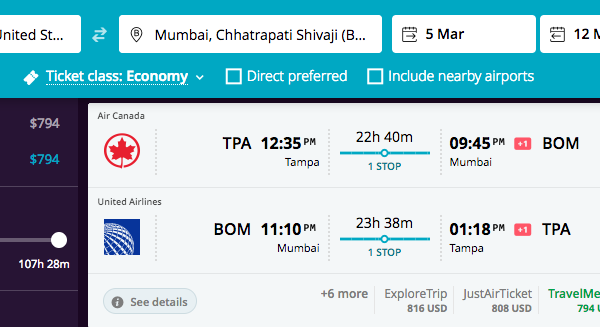 United St...
Mumbai, Chhatrapati Shivaji (B...
5 Mar
12 M
Ticket class: Economy
Direct preferred
Include nearby airports
$794
$794
107h 28m
Air Canada
TPA 12:35 PM
Tampa
22h 40m
1 STOP
09:45 PM +1 BOM
Mumbai
United Airlines
BOM 11:10 PM
Mumbai
23h 38m
1 STOP
01:18 PM +1 TPA
Tampa
See details
+6 more
ExploreTrip
816 USD
JustAirTicket
808 USD
TravelMe
794 U